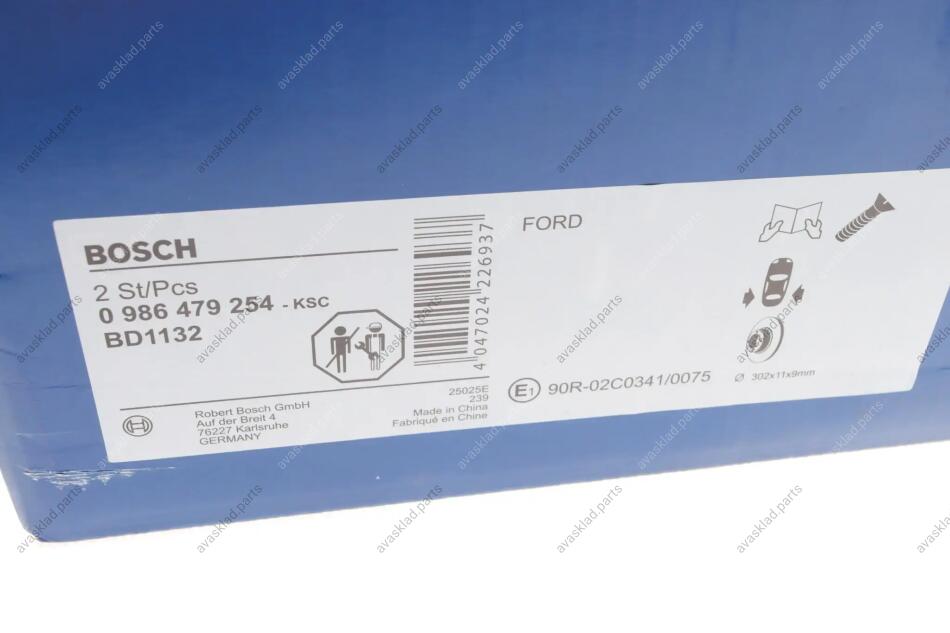 BOSCH
2 St/Pcs
0 986 479 254 - KSC
BD1132
4 047024 226937
FORD
25025E
239
Made in China
Fabriqué en Chine
Robert Bosch GmbH
Auf der Breit 4
76227 Karlsruhe
GERMANY
E1 90R-02C0341/0075
Ø 302x11x9mm
avasklad.parts